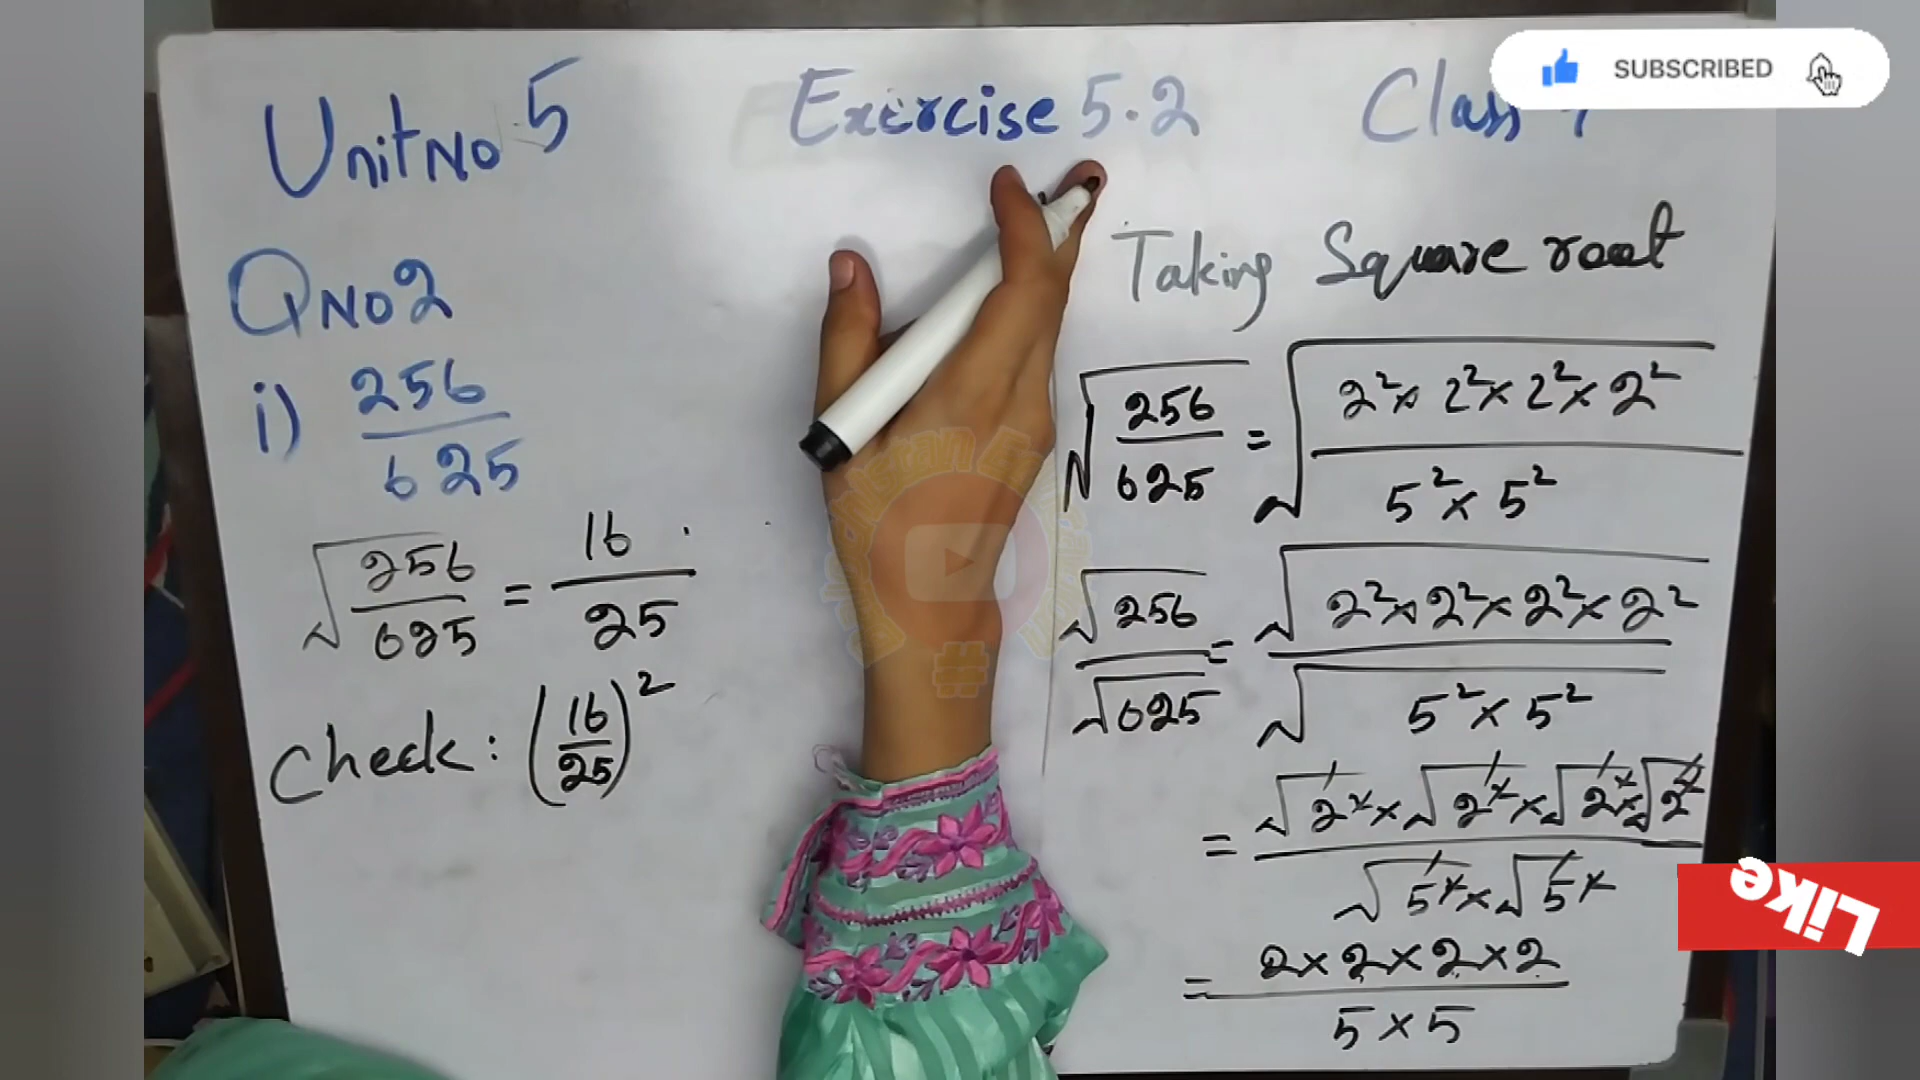 Unit No 5
Exercise 5.2
Class
SUBSCRIBED
Q No 2
i) 256/625
√(256/625) = 16/25
Check: (16/25)²
Taking Square root
√(256/625) = √((2² × 2² × 2² × 2²)/(5² × 5²))
√256/√625 = √(2² × 2² × 2² × 2²)/√(5² × 5²)
= (√2² × √2² × √2² × √2²)/(√5² × √5²)
= (2 × 2 × 2 × 2)/(5 × 5)
Like
#